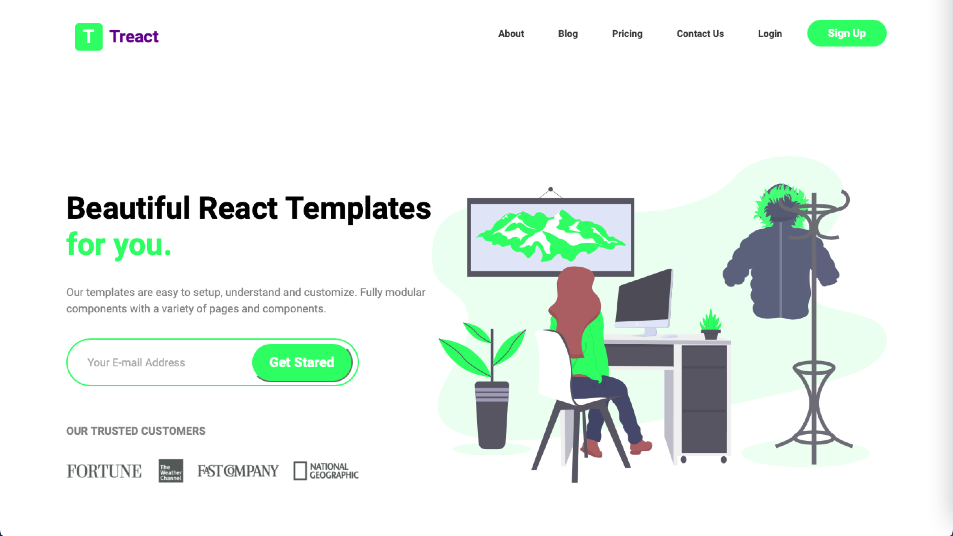 T Treact
About Blog Pricing Contact Us Login Sign Up
Beautiful React Templates
for you.
Our templates are easy to setup, understand and customize. Fully modular
components with a variety of pages and components.
Your E-mail Address Get Stared
OUR TRUSTED CUSTOMERS
FORTUNE
The
Weather
Channel
FAST COMPANY
NATIONAL
GEOGRAPHIC